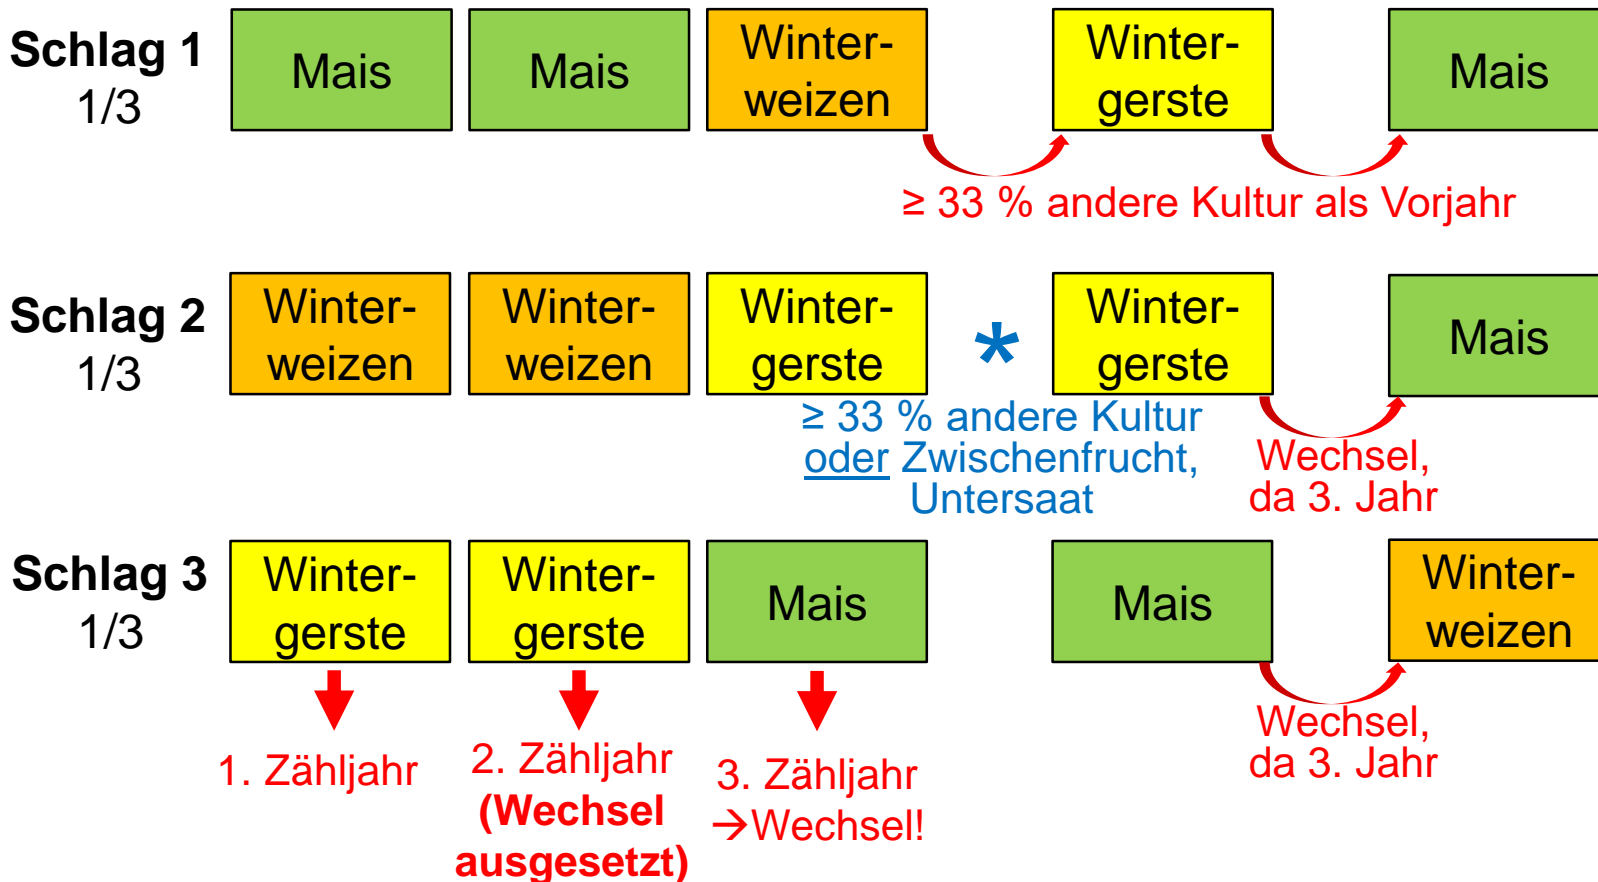 Schlag 1
1/3
Mais
Mais
Winter-
weizen
Winter-
gerste
Mais
≥ 33 % andere Kultur als Vorjahr
Schlag 2
1/3
Winter-
weizen
Winter-
weizen
Winter-
gerste
*
Winter-
gerste
Mais
≥ 33 % andere Kultur
oder Zwischenfrucht,
Untersaat
Wechsel,
da 3. Jahr
Schlag 3
1/3
Winter-
gerste
Winter-
gerste
Mais
Mais
Winter-
weizen
1. Zähljahr
2. Zähljahr
(Wechsel
ausgesetzt)
3. Zähljahr
→Wechsel!
Wechsel,
da 3. Jahr